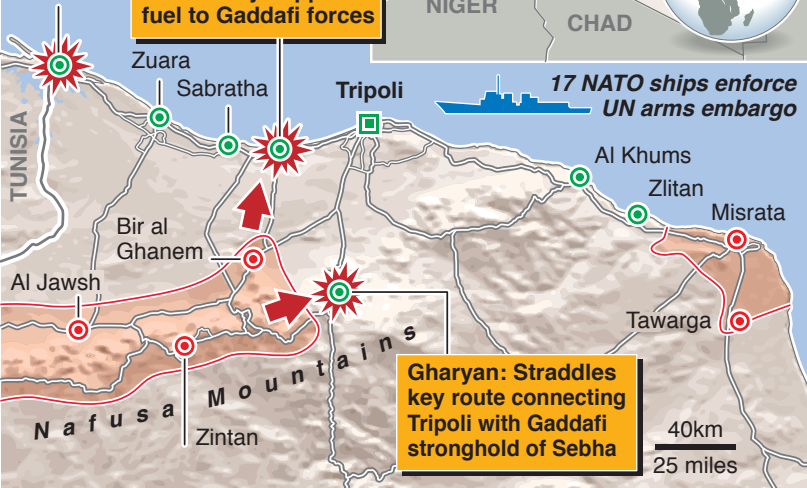 fuel to Gaddafi forces
NIGER
CHAD
Zuara
Sabratha
Tripoli
17 NATO ships enforce
UN arms embargo
TUNISIA
Al Khums
Zlitan
Misrata
Bir al
Ghanem
Al Jawsh
Tawarga
Nafusa Mountains
Zintan
Gharyan: Straddles
key route connecting
Tripoli with Gaddafi
stronghold of Sebha
40km
25 miles